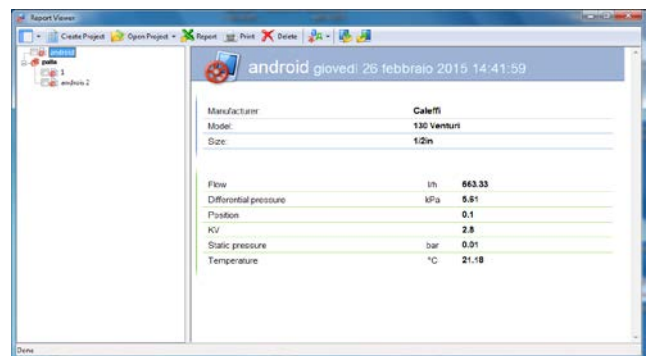 Report Viewer
Create Project Open Project Report Print Delete
android
palla
1
androis 2
android giovedì 26 febbraio 2015 14:41:59
Manufacturer Caleffi
Model: 130 Venturi
Size: 1/2in
Flow l/h 663.33
Differential pressure kPa 5.61
Position 0.1
KV 2.8
Static pressure bar 0.01
Temperature °C 21.18
Done